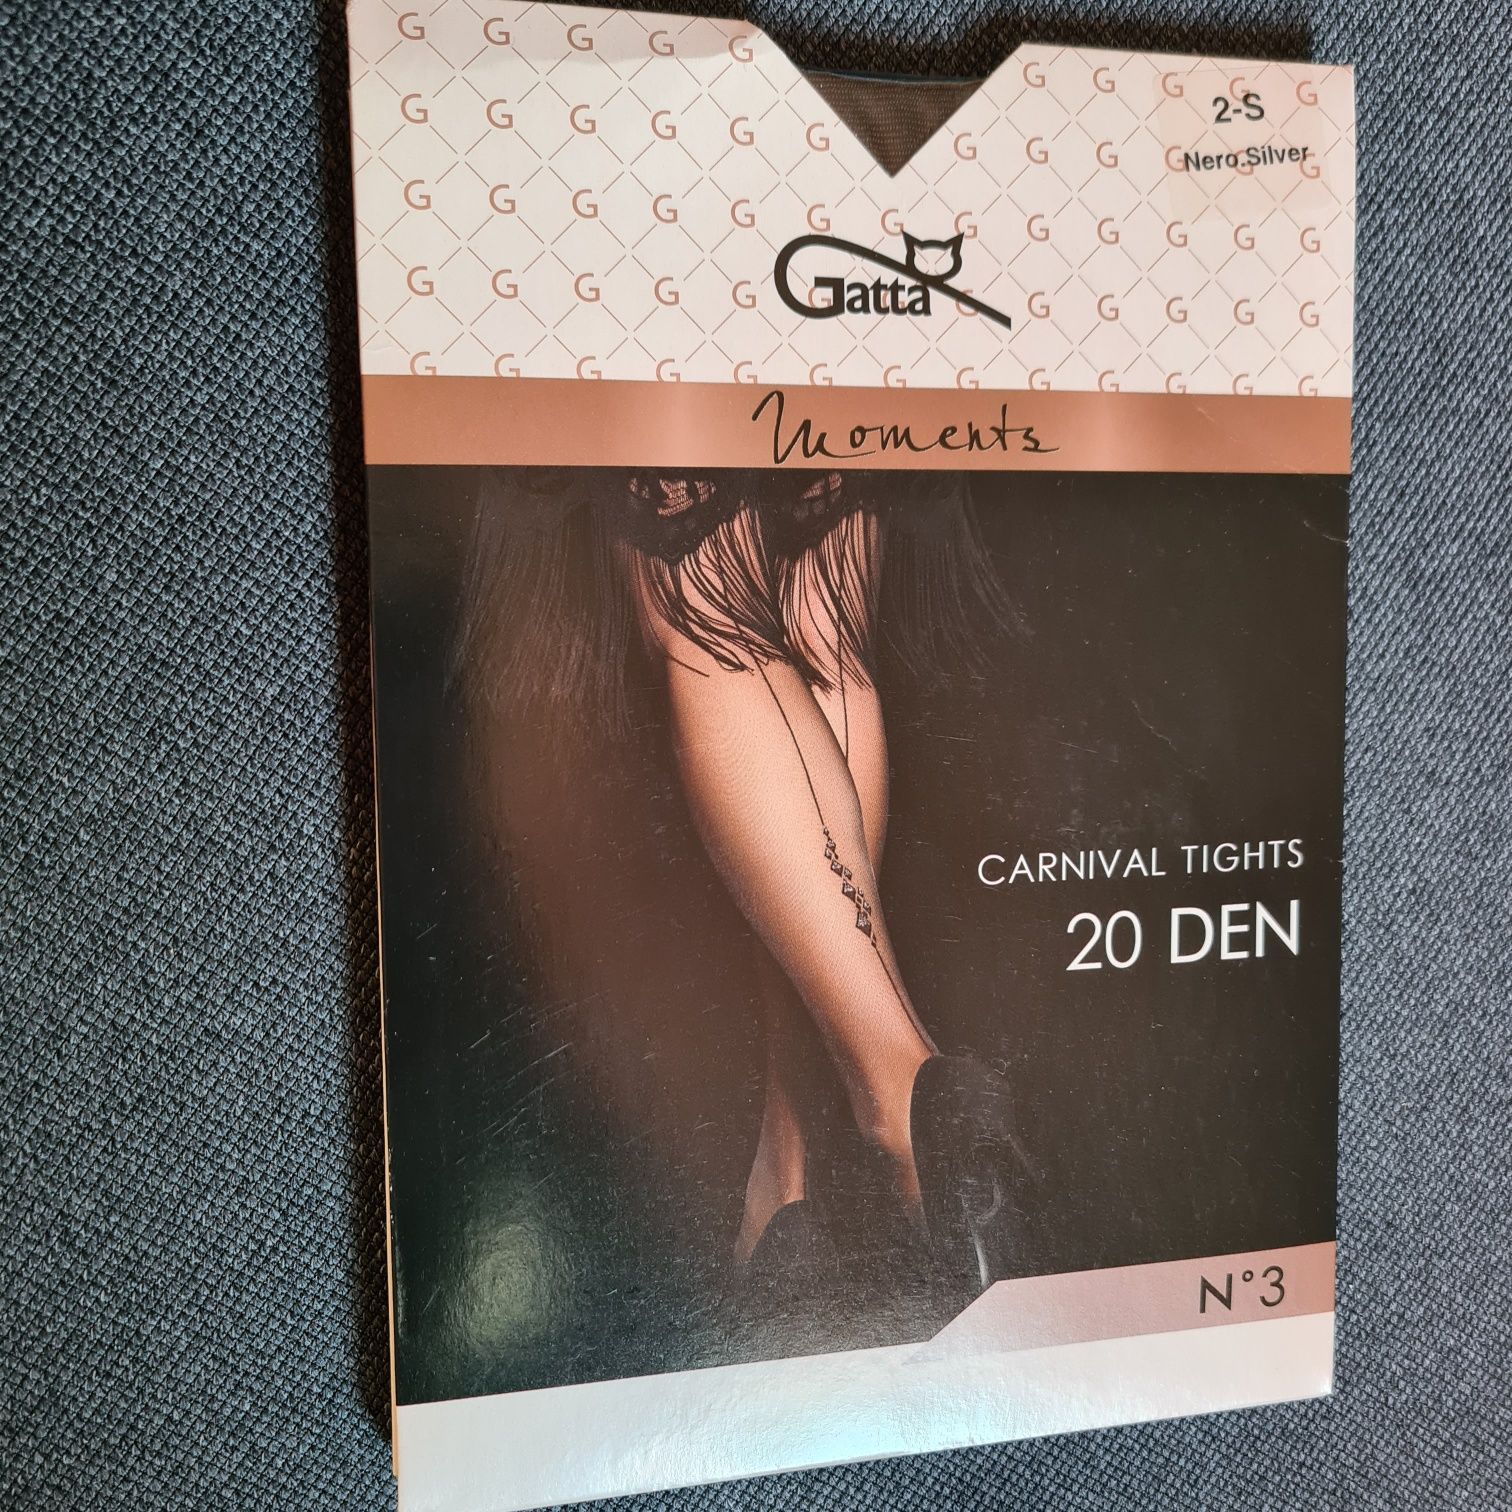 2-S
Nero.Silver
Gatta
Moments
CARNIVAL TIGHTS
20 DEN
N°3